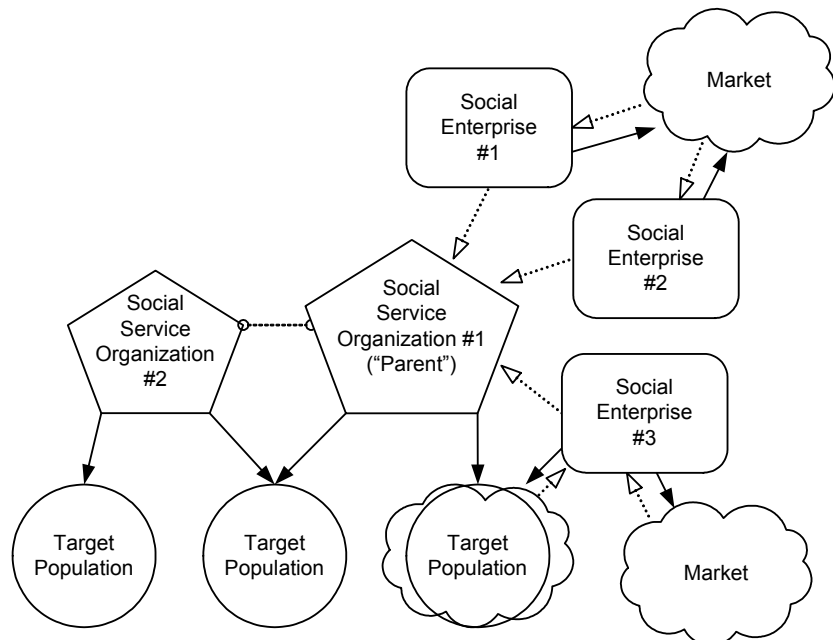 Market
Social
Enterprise
#1
Social
Enterprise
#2
Social
Service
Organization #1
(“Parent”)
Social
Service
Organization
#2
Social
Enterprise
#3
Target
Population
Target
Population
Target
Population
Market